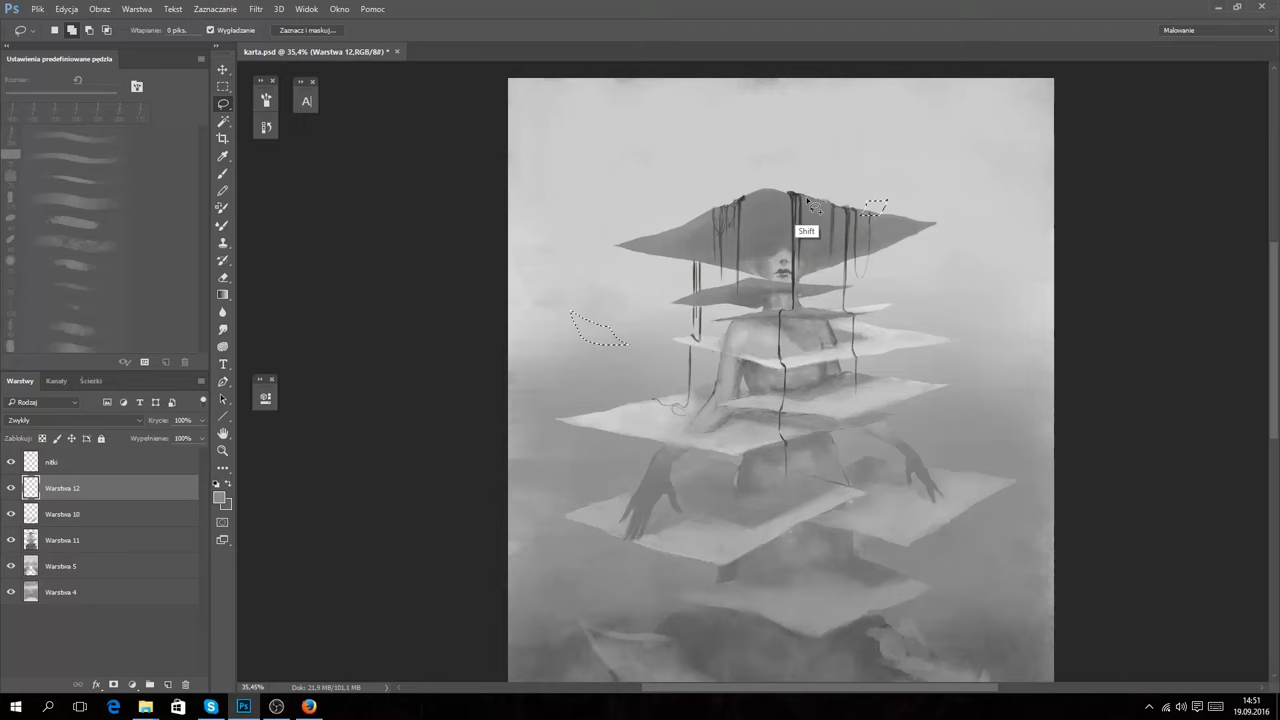 Ps Plik Edycja Obraz Warstwa Tekst Zaznaczanie Filtr 3D Widok Okno Pomoc
Wtapianie: 0 piks. Wygładzanie Zaznacz i maskuj... Malowanie
karta.psd @ 35,4% (Warstwa 12,RGB/8#) *
Ustawienia predefiniowane pędzla
Rozmiar:
A
Shift
Warstwy Kanały Ścieżki
Rodzaj
Zwykły Krycie: 100%
Zablokuj: Wypełnienie: 100%
nitki
Warstwa 12
Warstwa 10
Warstwa 11
Warstwa 5
Warstwa 4
35,45% Dok: 21,9 MB/101,1 MB
14:51
19.09.2016